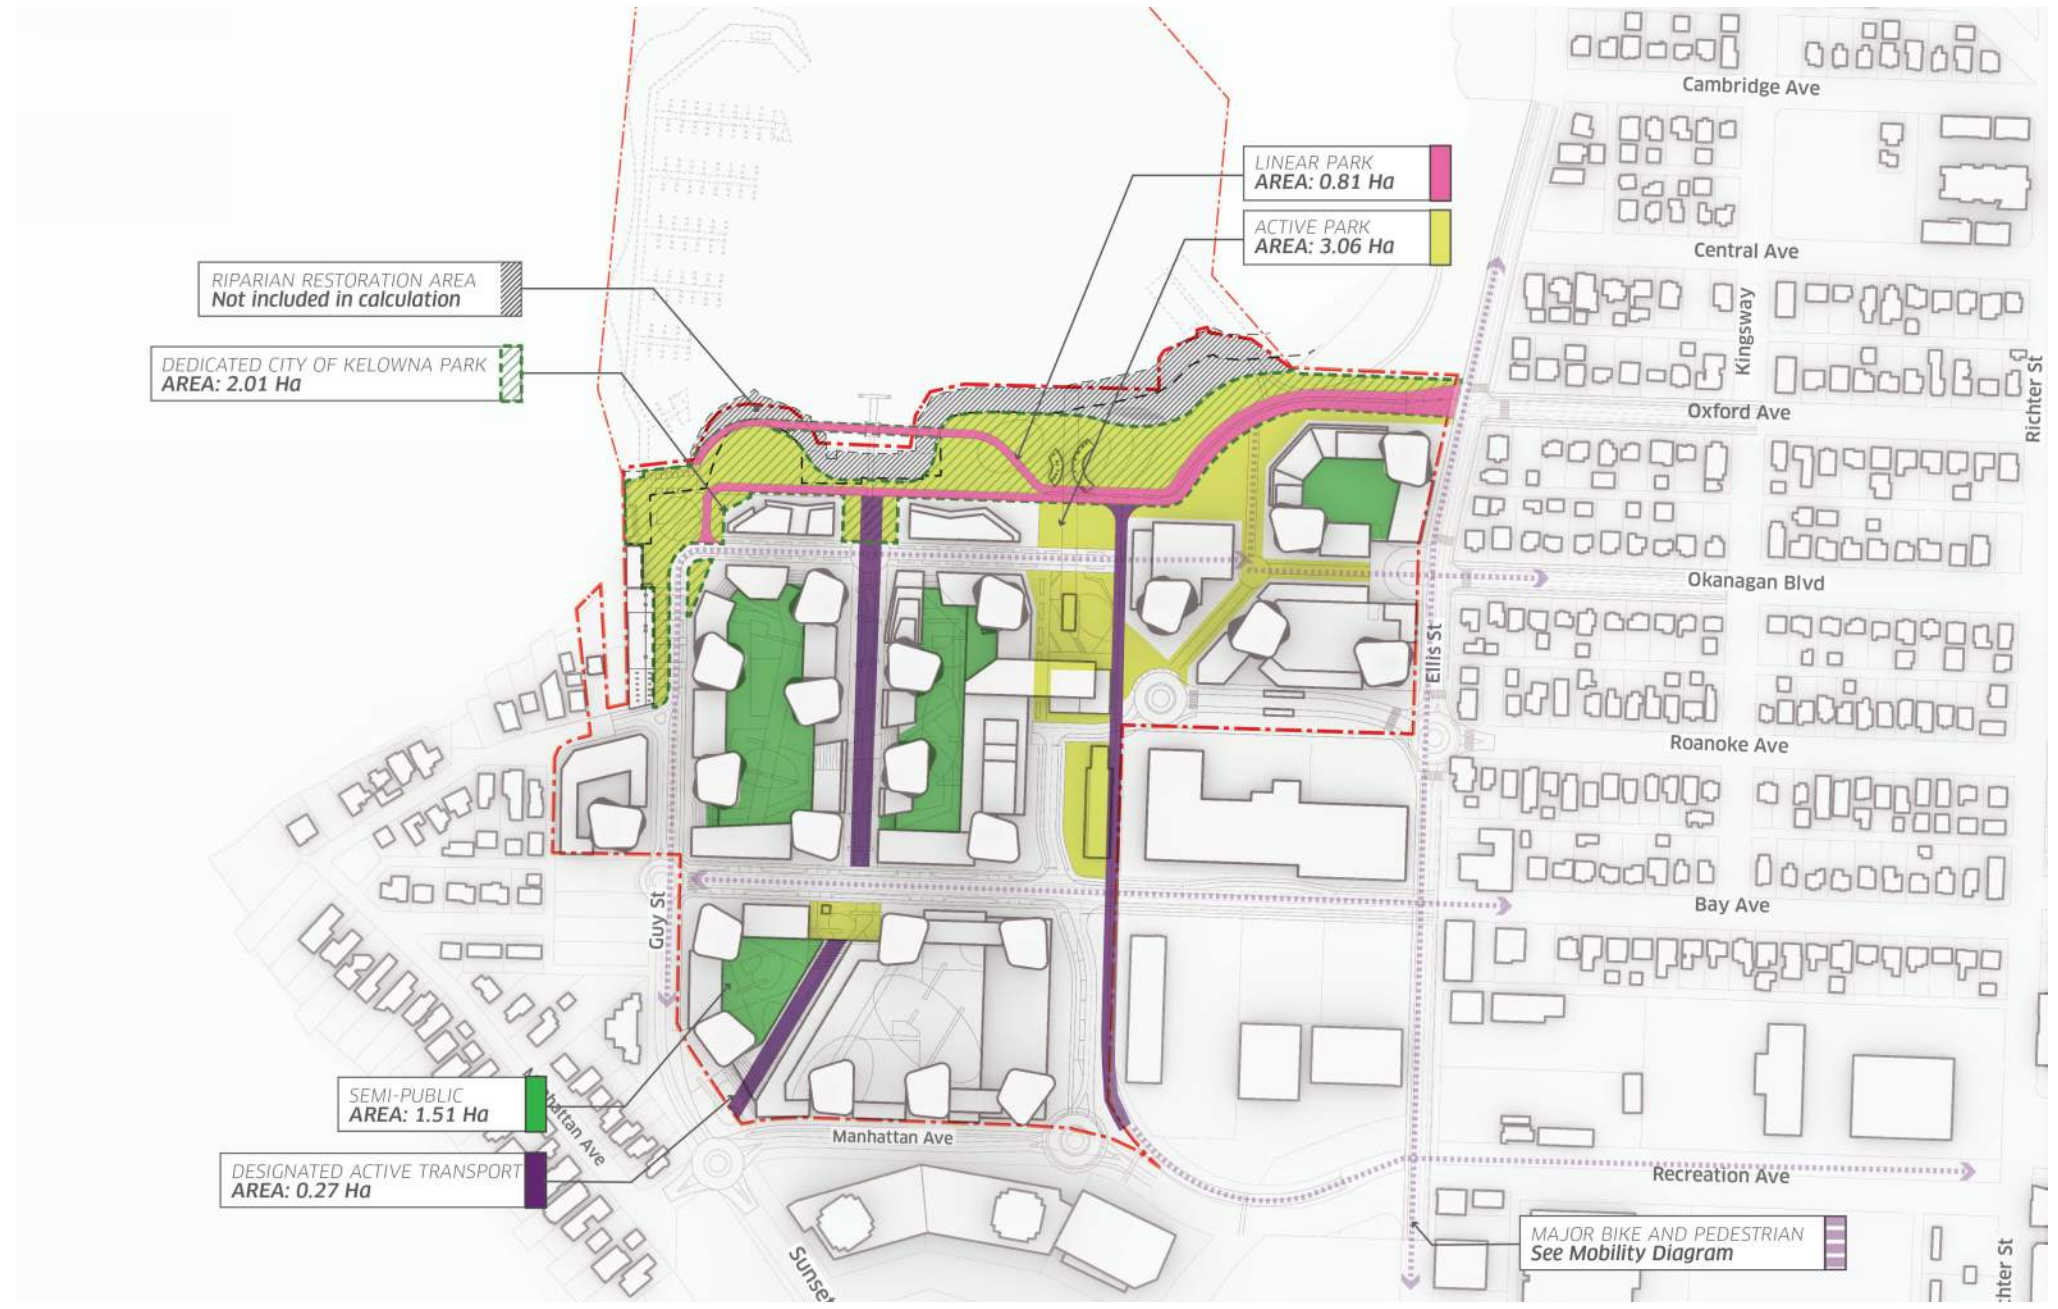 Cambridge Ave
LINEAR PARK
AREA: 0.81 Ha
ACTIVE PARK
AREA: 3.06 Ha
Central Ave
RIPARIAN RESTORATION AREA
Not included in calculation
Kingsway
DEDICATED CITY OF KELOWNA PARK
AREA: 2.01 Ha
Richter St
Oxford Ave
Okanagan Blvd
Ellis St
Roanoke Ave
Bay Ave
Guy St
SEMI-PUBLIC
AREA: 1.51 Ha
hattan Ave
Manhattan Ave
DESIGNATED ACTIVE TRANSPORT
AREA: 0.27 Ha
Recreation Ave
MAJOR BIKE AND PEDESTRIAN
See Mobility Diagram
Sunset
chter St